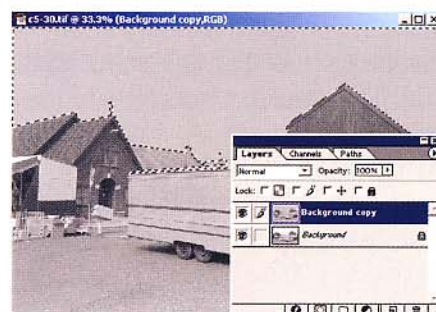 c5-30.tif @ 33.3% (Background copy,RGB)
Layers Channels Paths
Normal Opacity: 100%
Lock:
Background copy
Background